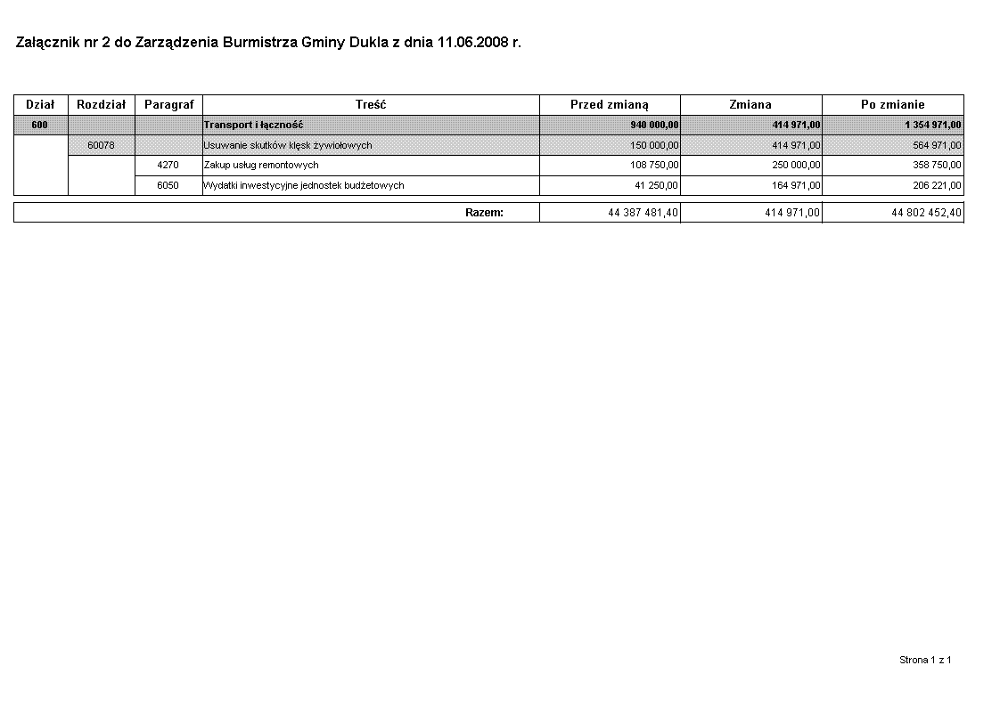 Załącznik nr 2 do Zarządzenia Burmistrza Gminy Dukla z dnia 11.06.2008 r.
Dział Rozdział Paragraf Treść Przed zmianą Zmiana Po zmianie
600 Transport i łączność 940 000,00 414 971,00 1 354 971,00
60078 Usuwanie skutków klęsk żywiołowych 150 000,00 414 971,00 564 971,00
4270 Zakup usług remontowych 108 750,00 250 000,00 358 750,00
6050 Wydatki inwestycyjne jednostek budżetowych 41 250,00 164 971,00 206 221,00
Razem: 44 387 481,40 414 971,00 44 802 452,40
Strona 1 z 1